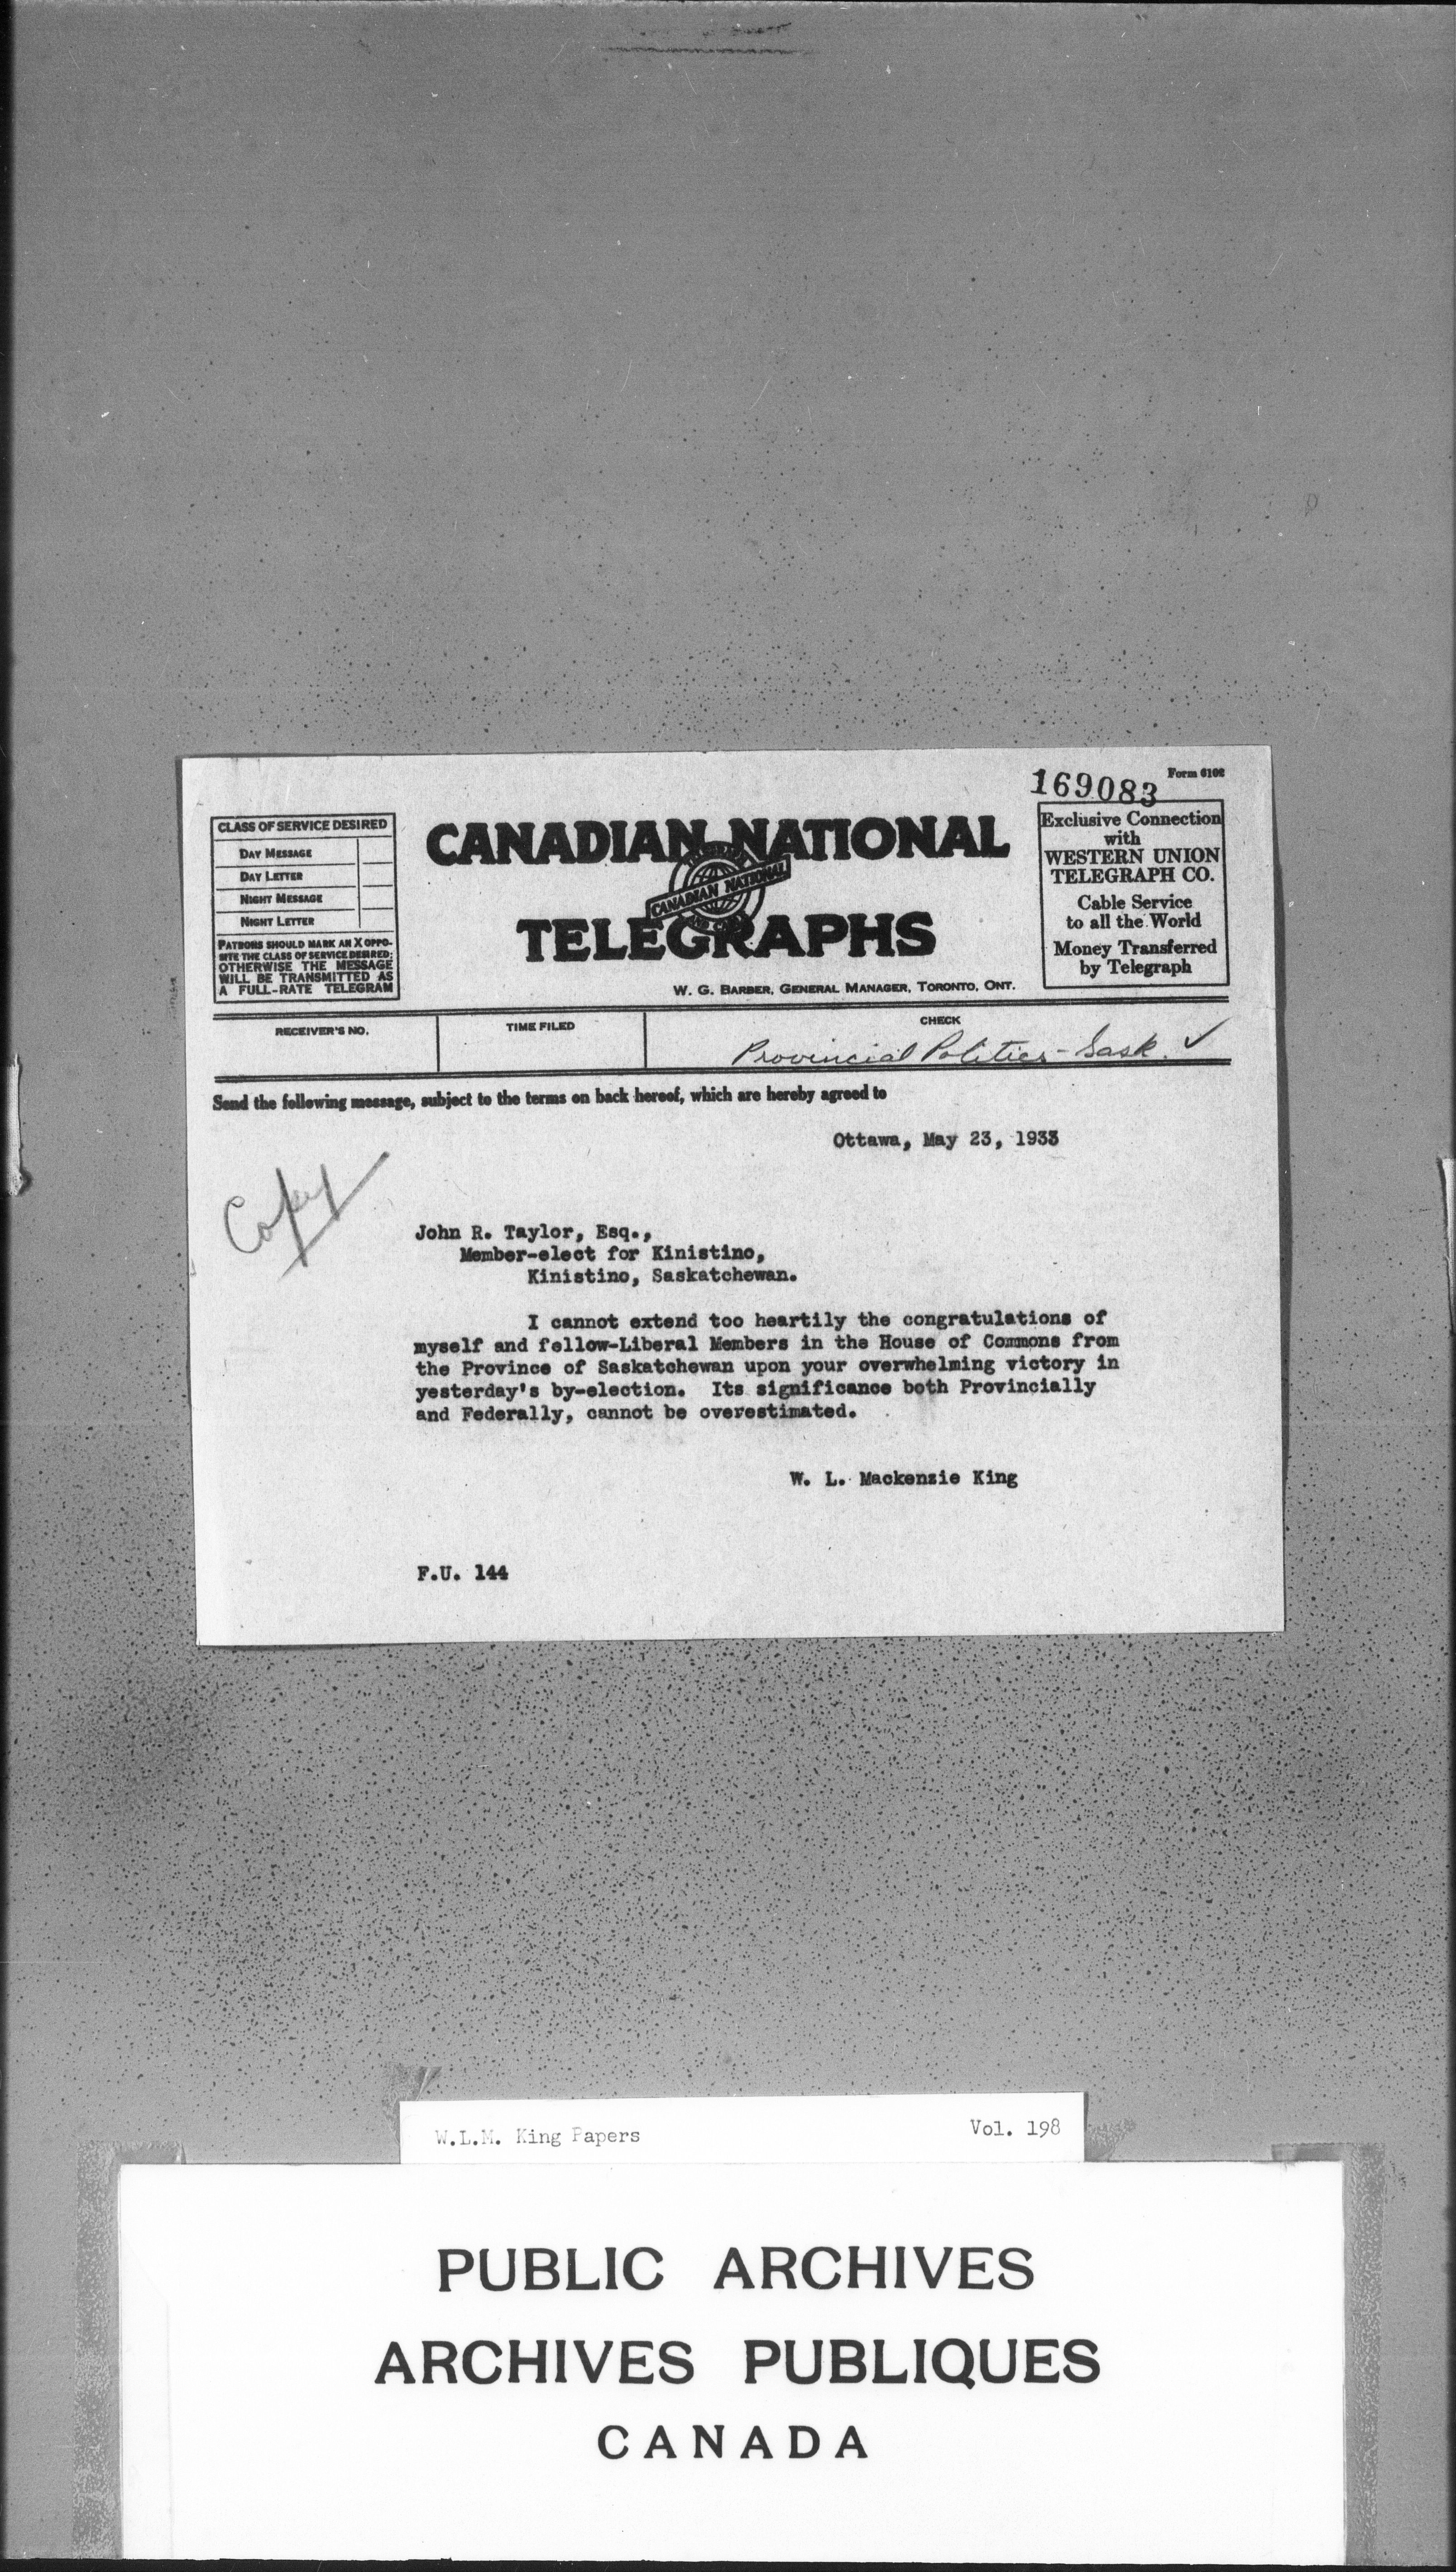 169083
Form 6102
CLASS OF SERVICE DESIRED
DAY MESSAGE
DAY LETTER
NIGHT MESSAGE
NIGHT LETTER
PATRONS SHOULD MARK AN X OPPO-
SITE THE CLASS OF SERVICE DESIRED;
OTHERWISE THE MESSAGE
WILL BE TRANSMITTED AS
A FULL-RATE TELEGRAM
CANADIAN NATIONAL
CANADIAN NATIONAL
TELEGRAPHS
W. G. BARBER, GENERAL MANAGER, TORONTO, ONT.
Exclusive Connection
with
WESTERN UNION
TELEGRAPH CO.
Cable Service
to all the World
Money Transferred
by Telegraph
RECEIVER'S NO.
TIME FILED
CHECK
Provincial Politics - Sask. ✓
Send the following message, subject to the terms on back hereof, which are hereby agreed to
Ottawa, May 23, 1933
Copy
John R. Taylor, Esq.,
Member-elect for Kinistino,
Kinistino, Saskatchewan.
I cannot extend too heartily the congratulations of
myself and fellow-Liberal Members in the House of Commons from
the Province of Saskatchewan upon your overwhelming victory in
yesterday's by-election. Its significance both Provincially
and Federally, cannot be overestimated.
W. L. Mackenzie King
F.U. 144
W.L.M. King Papers
Vol. 198
PUBLIC ARCHIVES
ARCHIVES PUBLIQUES
CANADA